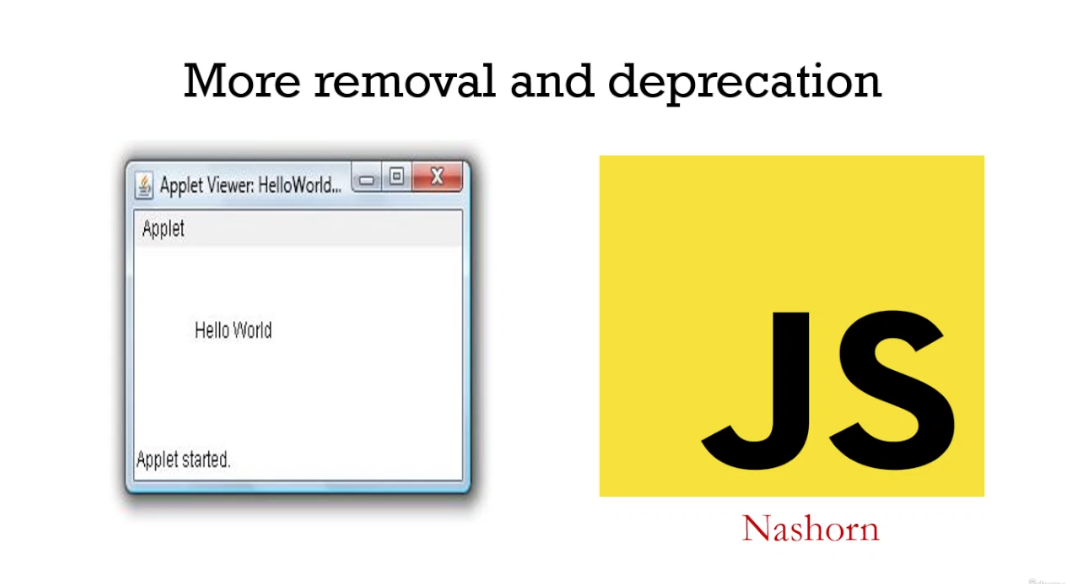 More removal and deprecation
Applet Viewer: HelloWorld...
Applet
Hello World
Applet started.
JS
Nashorn